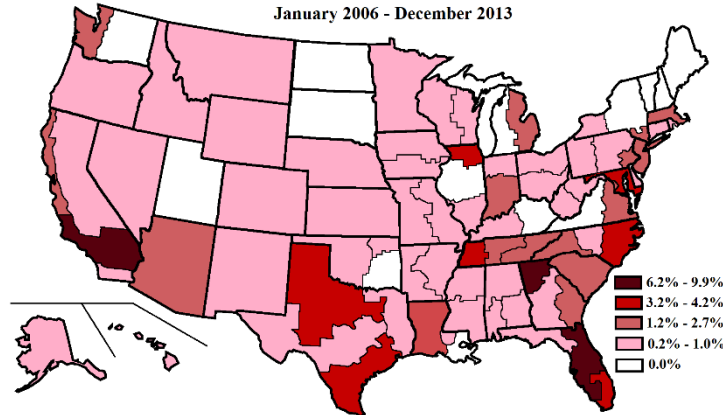 January 2006 - December 2013
6.2% - 9.9%
3.2% - 4.2%
1.2% - 2.7%
0.2% - 1.0%
0.0%